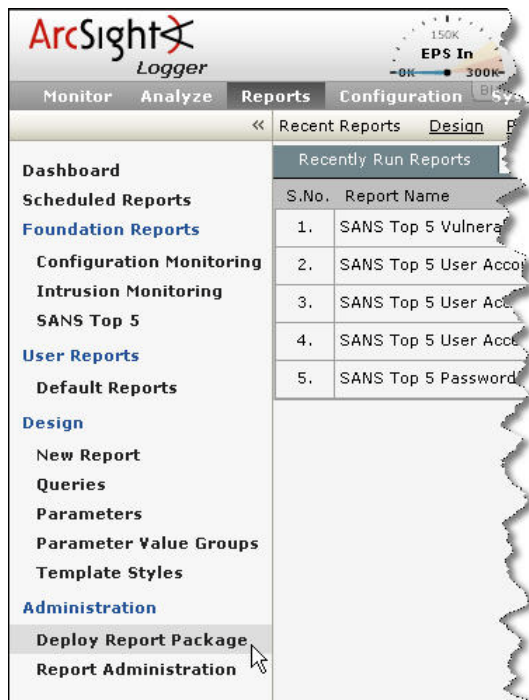 ArcSight
Logger
150K
EPS In
0K 300K
Monitor Analyze Reports Configuration
« Recent Reports Design
Recently Run Reports
S.No. Report Name
1. SANS Top 5
2. SANS Top 5 User
3. SANS Top 5 User
4. SANS Top 5 User
5. SANS Top 5 Password
Dashboard
Scheduled Reports
Foundation Reports
Configuration Monitoring
Intrusion Monitoring
SANS Top 5
User Reports
Default Reports
Design
New Report
Queries
Parameters
Parameter Value Groups
Template Styles
Administration
Deploy Report Package
Report Administration